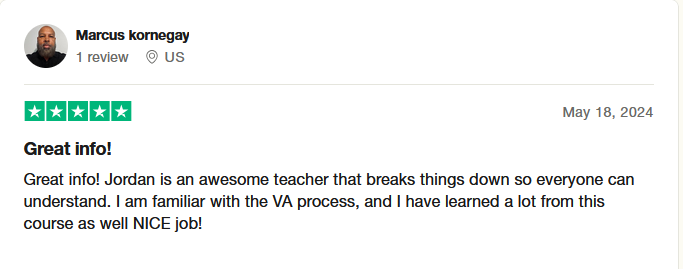 Marcus kornegay
1 review US
May 18, 2024
Great info!
Great info! Jordan is an awesome teacher that breaks things down so everyone can
understand. I am familiar with the VA process, and I have learned a lot from this
course as well NICE job!